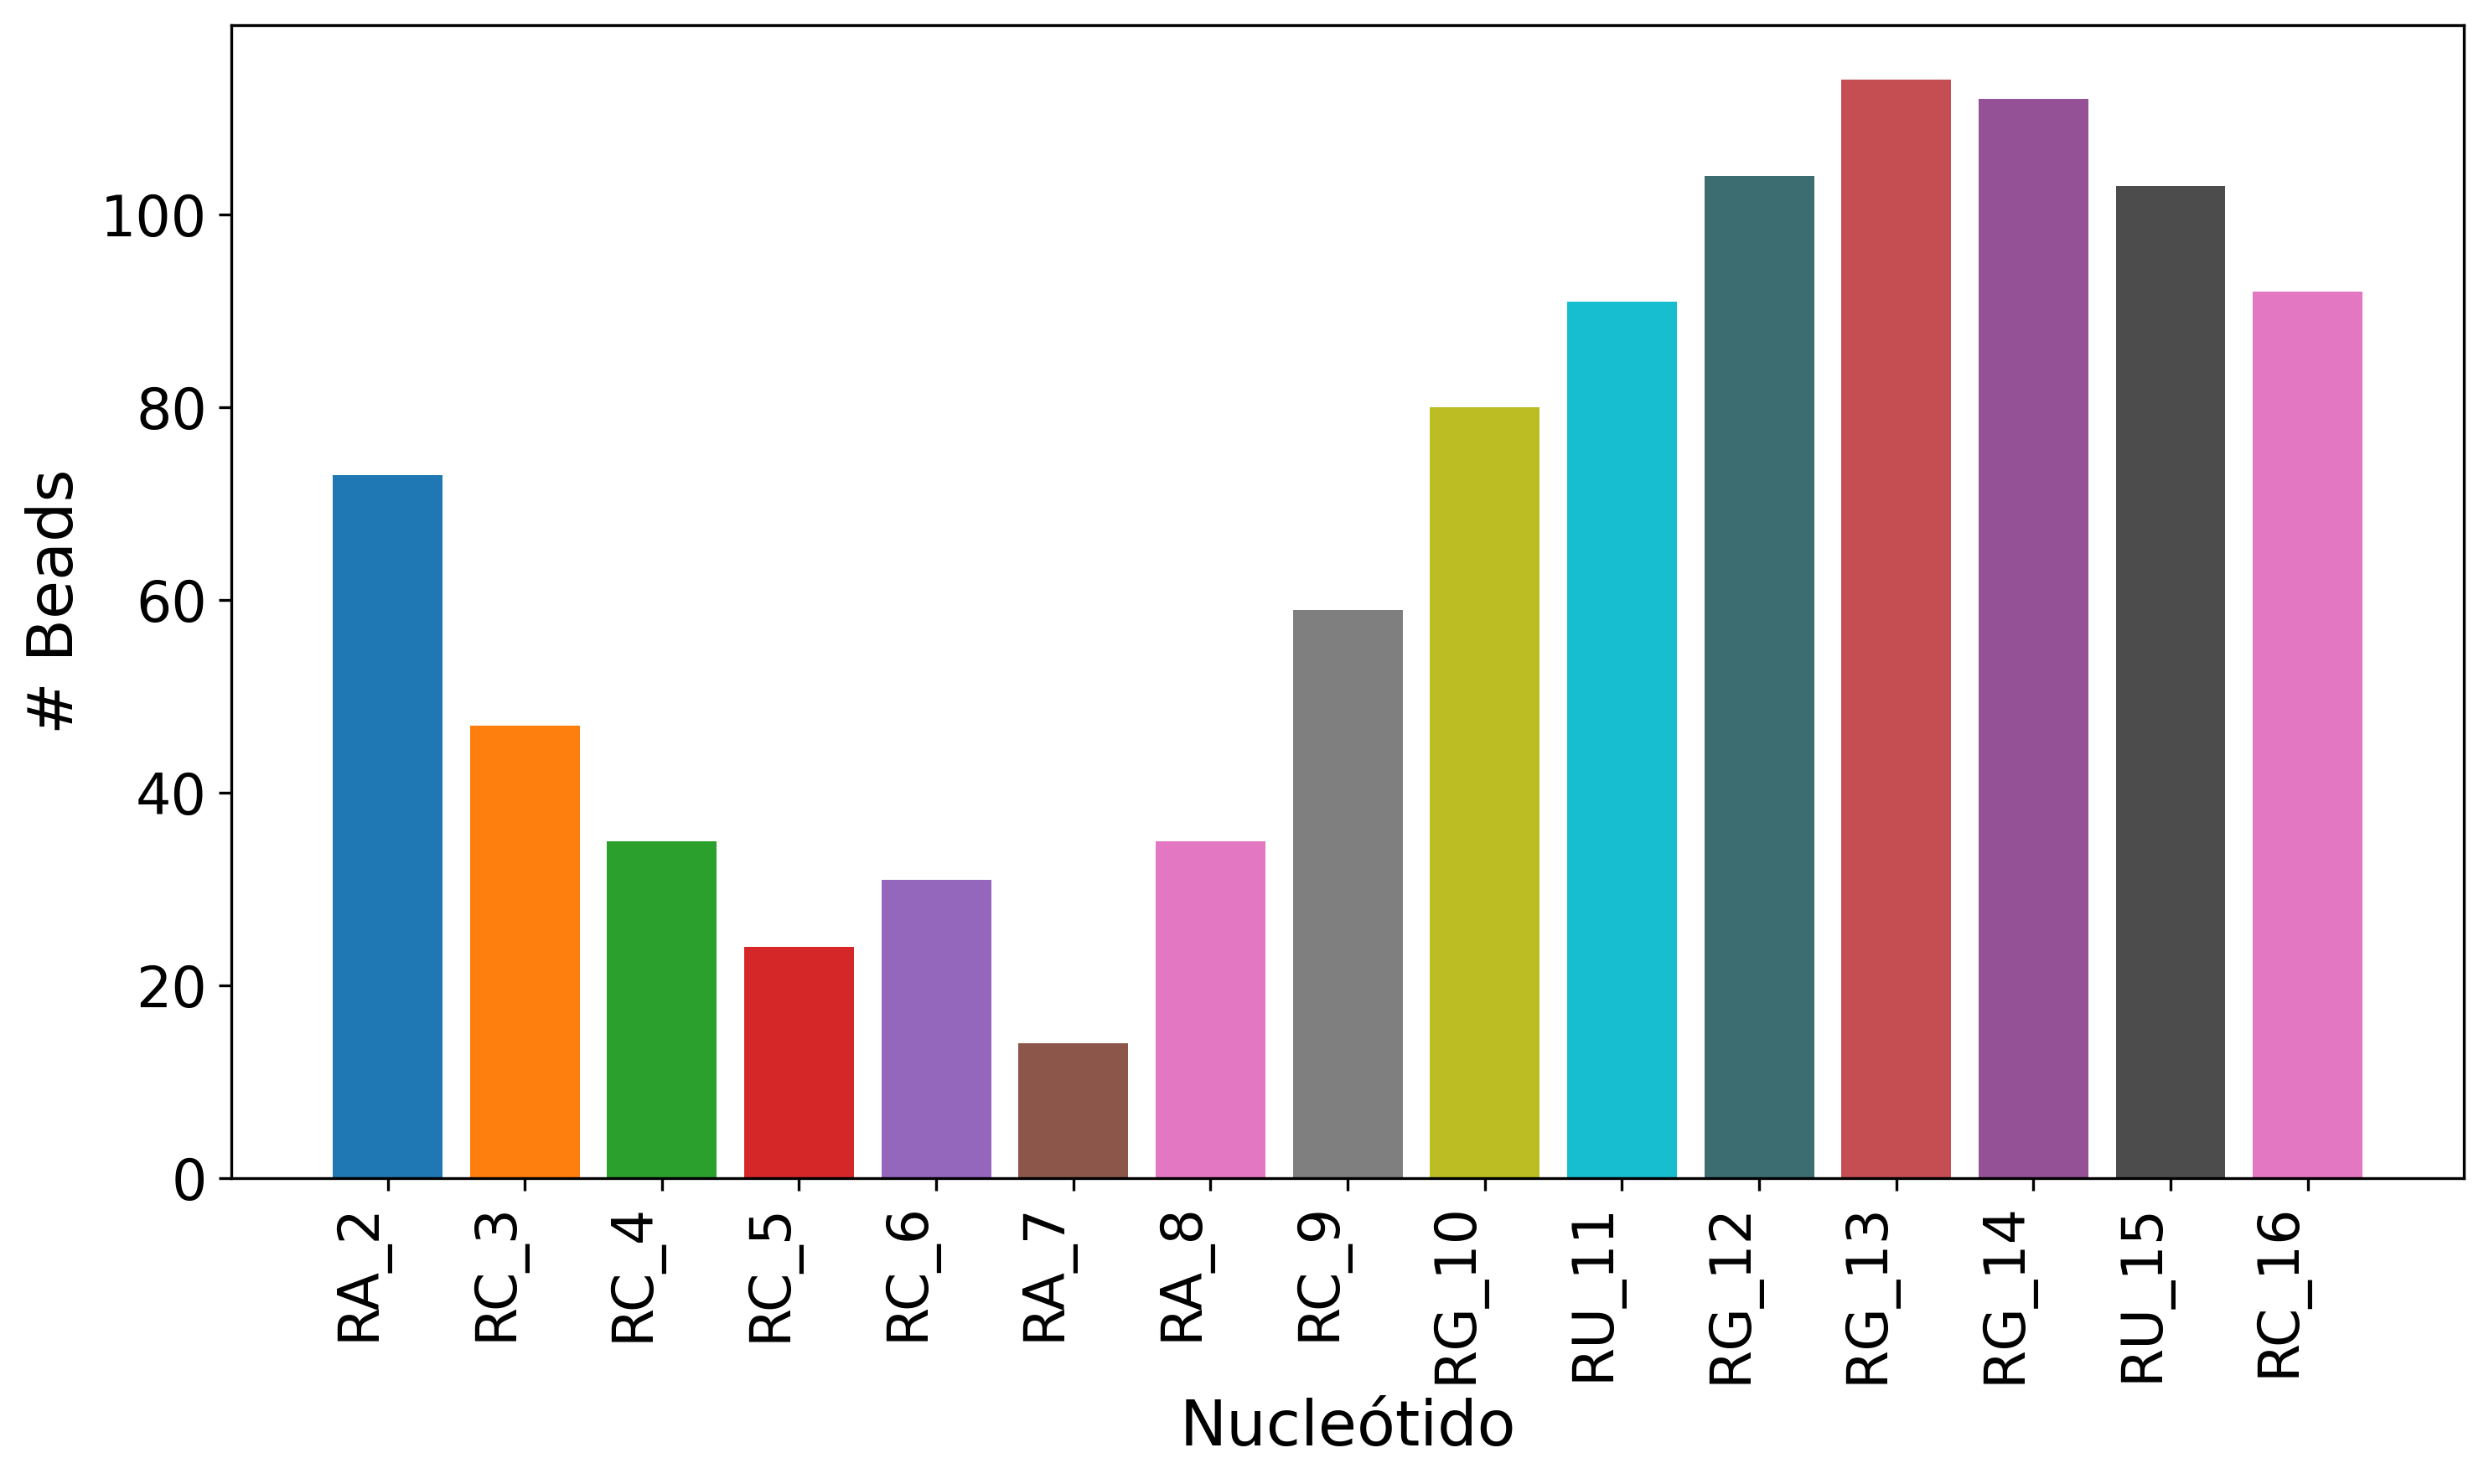 # Beads
100
80
60
40
20
0
RA_2
RC_3
RC_4
RC_5
RC_6
RA_7
RA_8
RC_9
RG_10
RU_11
RG_12
RG_13
RG_14
RU_15
RC_16
Nucleótido